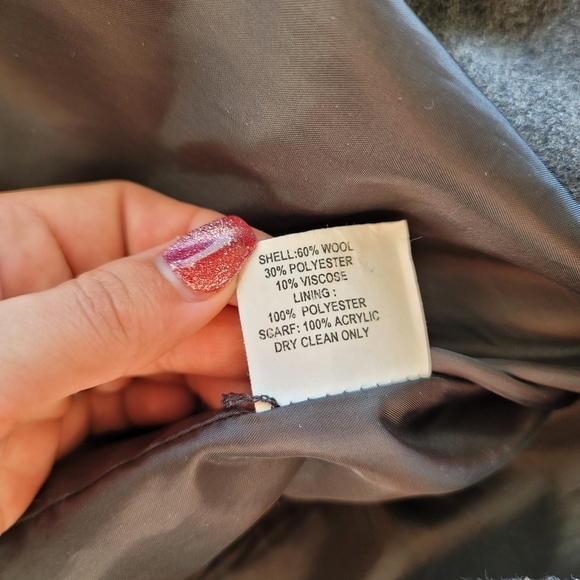 SHELL:60% WOOL
30% POLYESTER
10% VISCOSE
LINING :
100% POLYESTER
SCARF: 100% ACRYLIC
DRY CLEAN ONLY